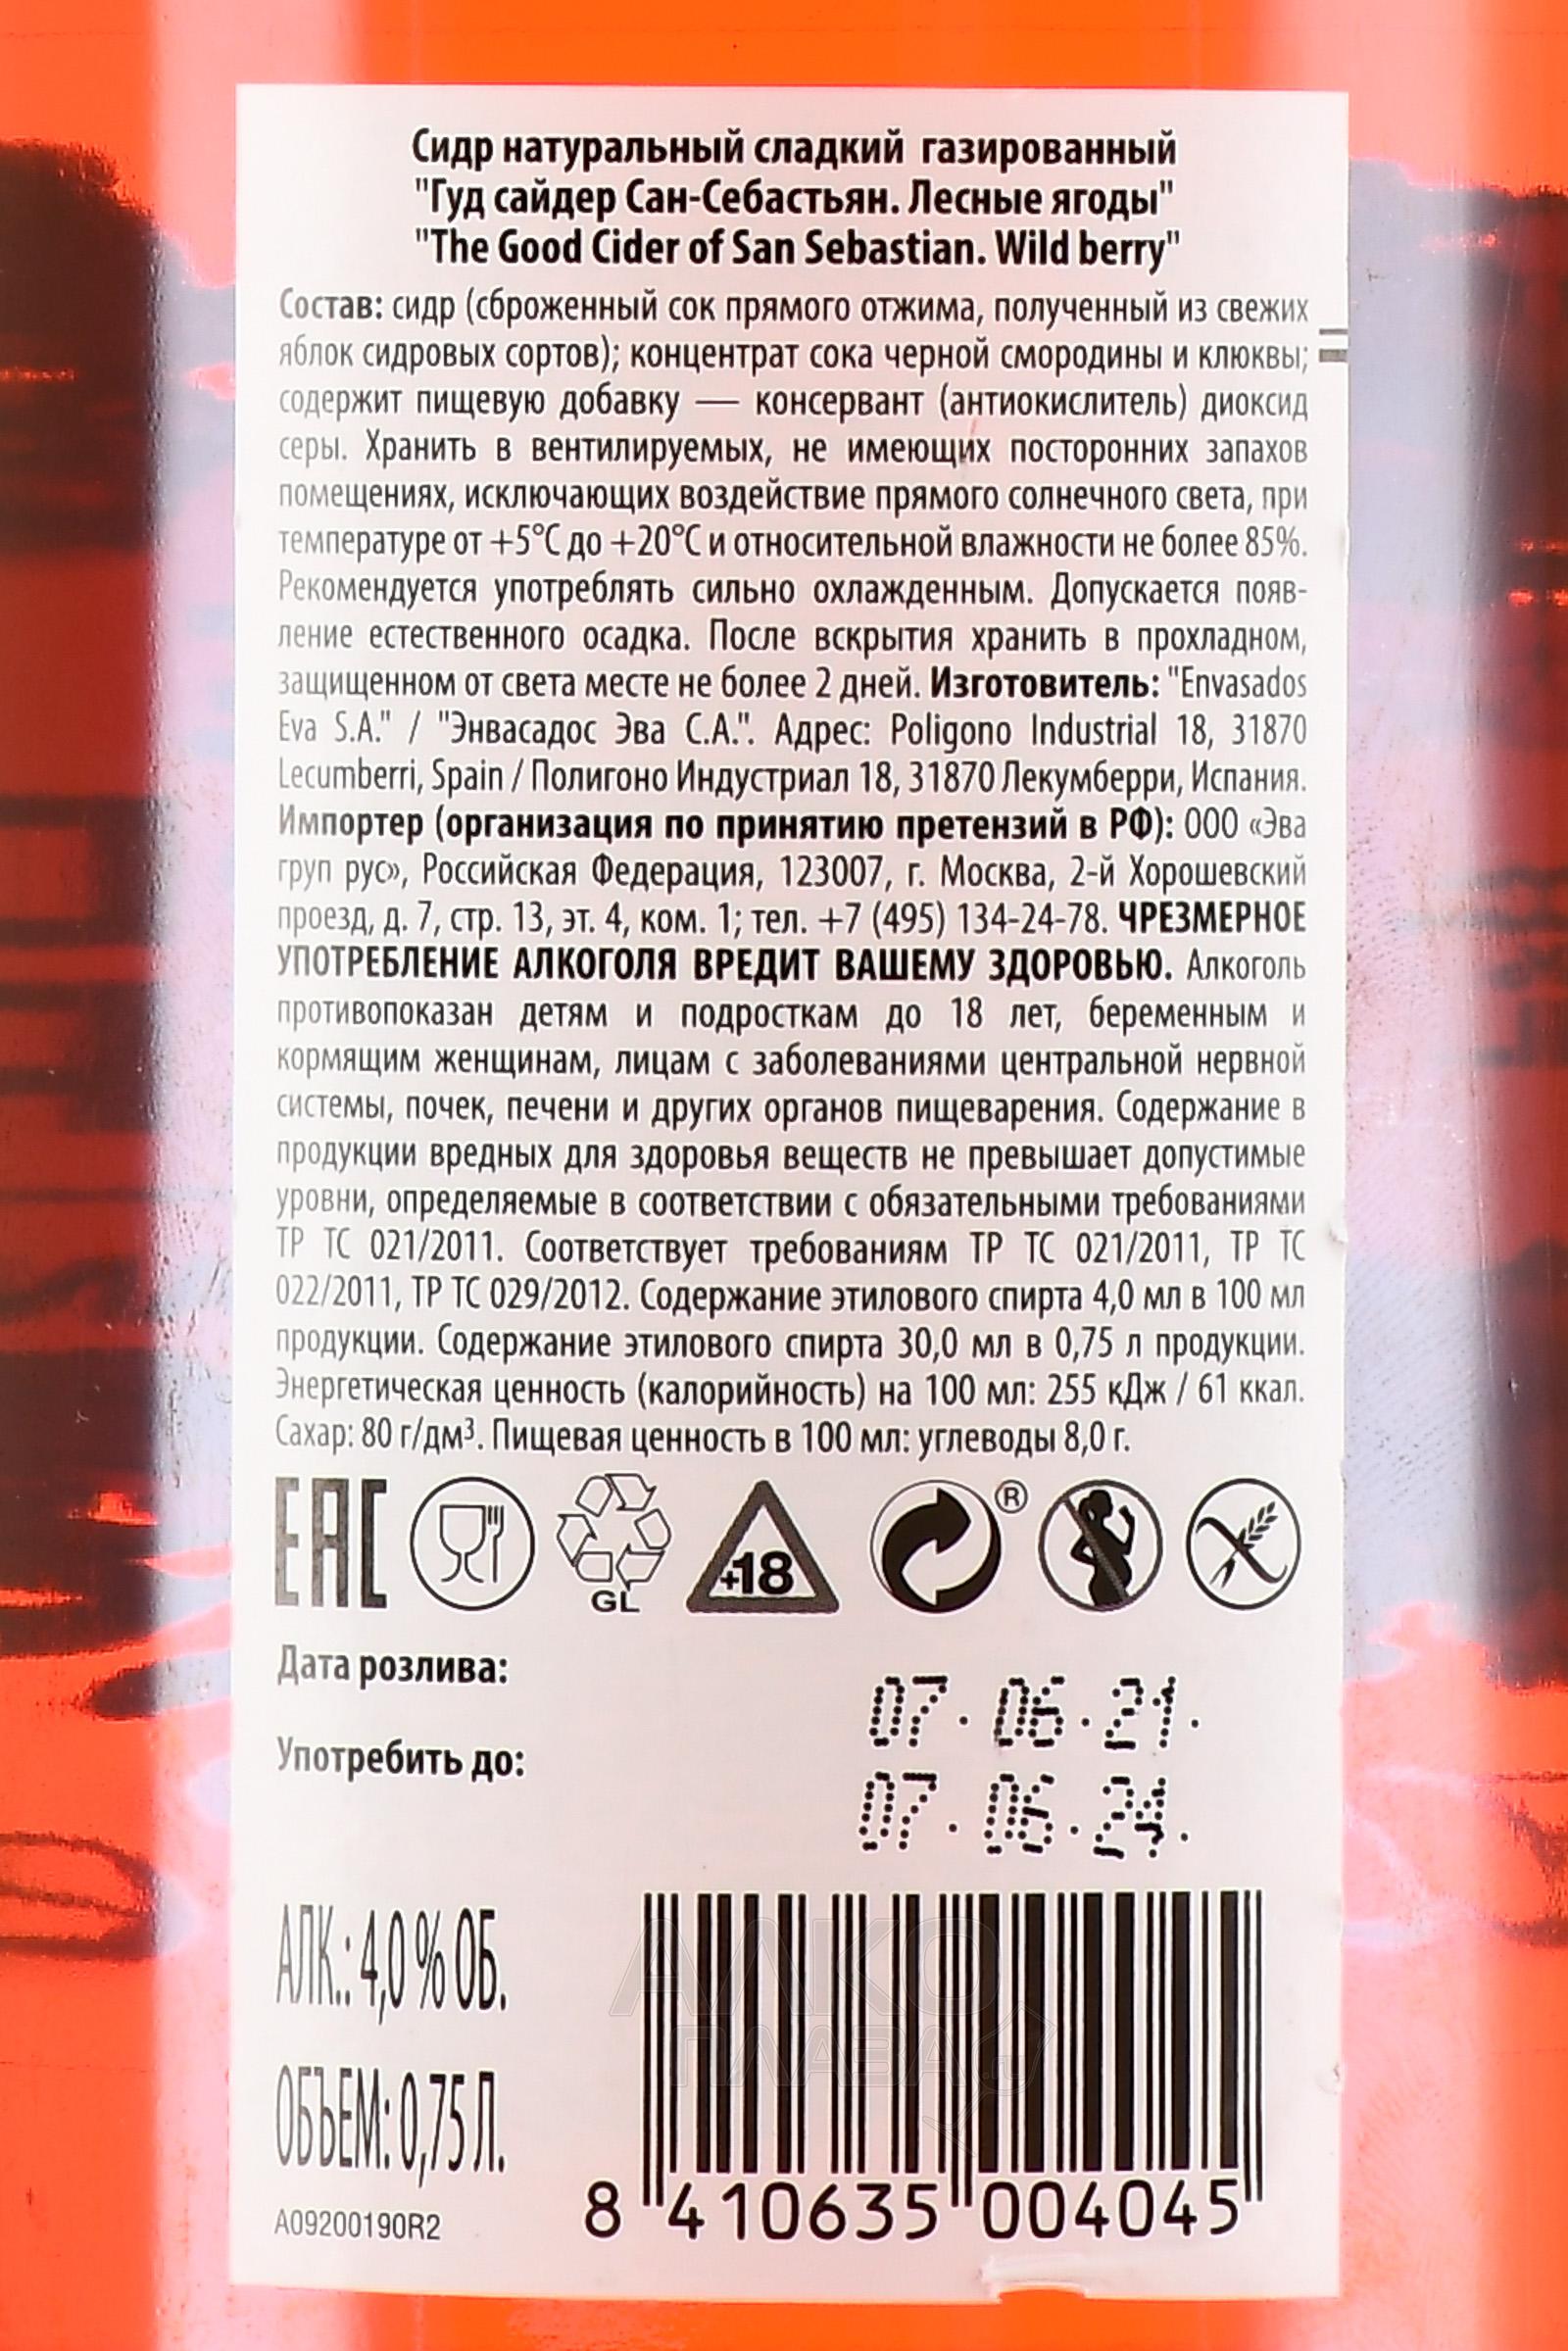 Сидр натуральный сладкий газированный
"Гуд сайдер Сан-Себастьян. Лесные ягоды"
"The Good Cider of San Sebastian. Wild berry"
Состав: сидр (сброженный сок прямого отжима, полученный из свежих
яблок сидровых сортов); концентрат сока черной смородины и клюквы;
содержит пищевую добавку — консервант (антиокислитель) диоксид
серы. Хранить в вентилируемых, не имеющих посторонних запахов
помещениях, исключающих воздействие прямого солнечного света, при
температуре от +5°С до +20°С и относительной влажности не более 85%.
Рекомендуется употреблять сильно охлажденным. Допускается появ-
ление естественного осадка. После вскрытия хранить в прохладном,
защищенном от света месте не более 2 дней. Изготовитель: "Envasados
Eva S.A." / "Энвасадос Эва С.А.". Адрес: Poligono Industrial 18, 31870
Lecumberri, Spain / Полигоно Индустриал 18, 31870 Лекумберри, Испания.
Импортер (организация по принятию претензий в РФ): ООО «Эва
груп рус», Российская Федерация, 123007, г. Москва, 2-й Хорошевский
проезд, д. 7, стр. 13, эт. 4, ком. 1; тел. +7 (495) 134-24-78. ЧРЕЗМЕРНОЕ
УПОТРЕБЛЕНИЕ АЛКОГОЛЯ ВРЕДИТ ВАШЕМУ ЗДОРОВЬЮ. Алкоголь
противопоказан детям и подросткам до 18 лет, беременным и
кормящим женщинам, лицам с заболеваниями центральной нервной
системы, почек, печени и других органов пищеварения. Содержание в
продукции вредных для здоровья веществ не превышает допустимые
уровни, определяемые в соответствии с обязательными требованиями
ТР ТС 021/2011. Соответствует требованиям ТР ТС 021/2011, ТР ТС
022/2011, ТР ТС 029/2012. Содержание этилового спирта 4,0 мл в 100 мл
продукции. Содержание этилового спирта 30,0 мл в 0,75 л продукции.
Энергетическая ценность (калорийность) на 100 мл: 255 кДж / 61 ккал.
Сахар: 80 г/дм³. Пищевая ценность в 100 мл: углеводы 8,0 г.
EAC GL +18 ®
Дата розлива: 07.06.21.
Употребить до: 07.06.24.
АЛК.: 4,0 % ОБ.
ОБЪЕМ: 0,75 Л.
A09200190R2
8 410635 004045
АЛКО
ПЛАЗА